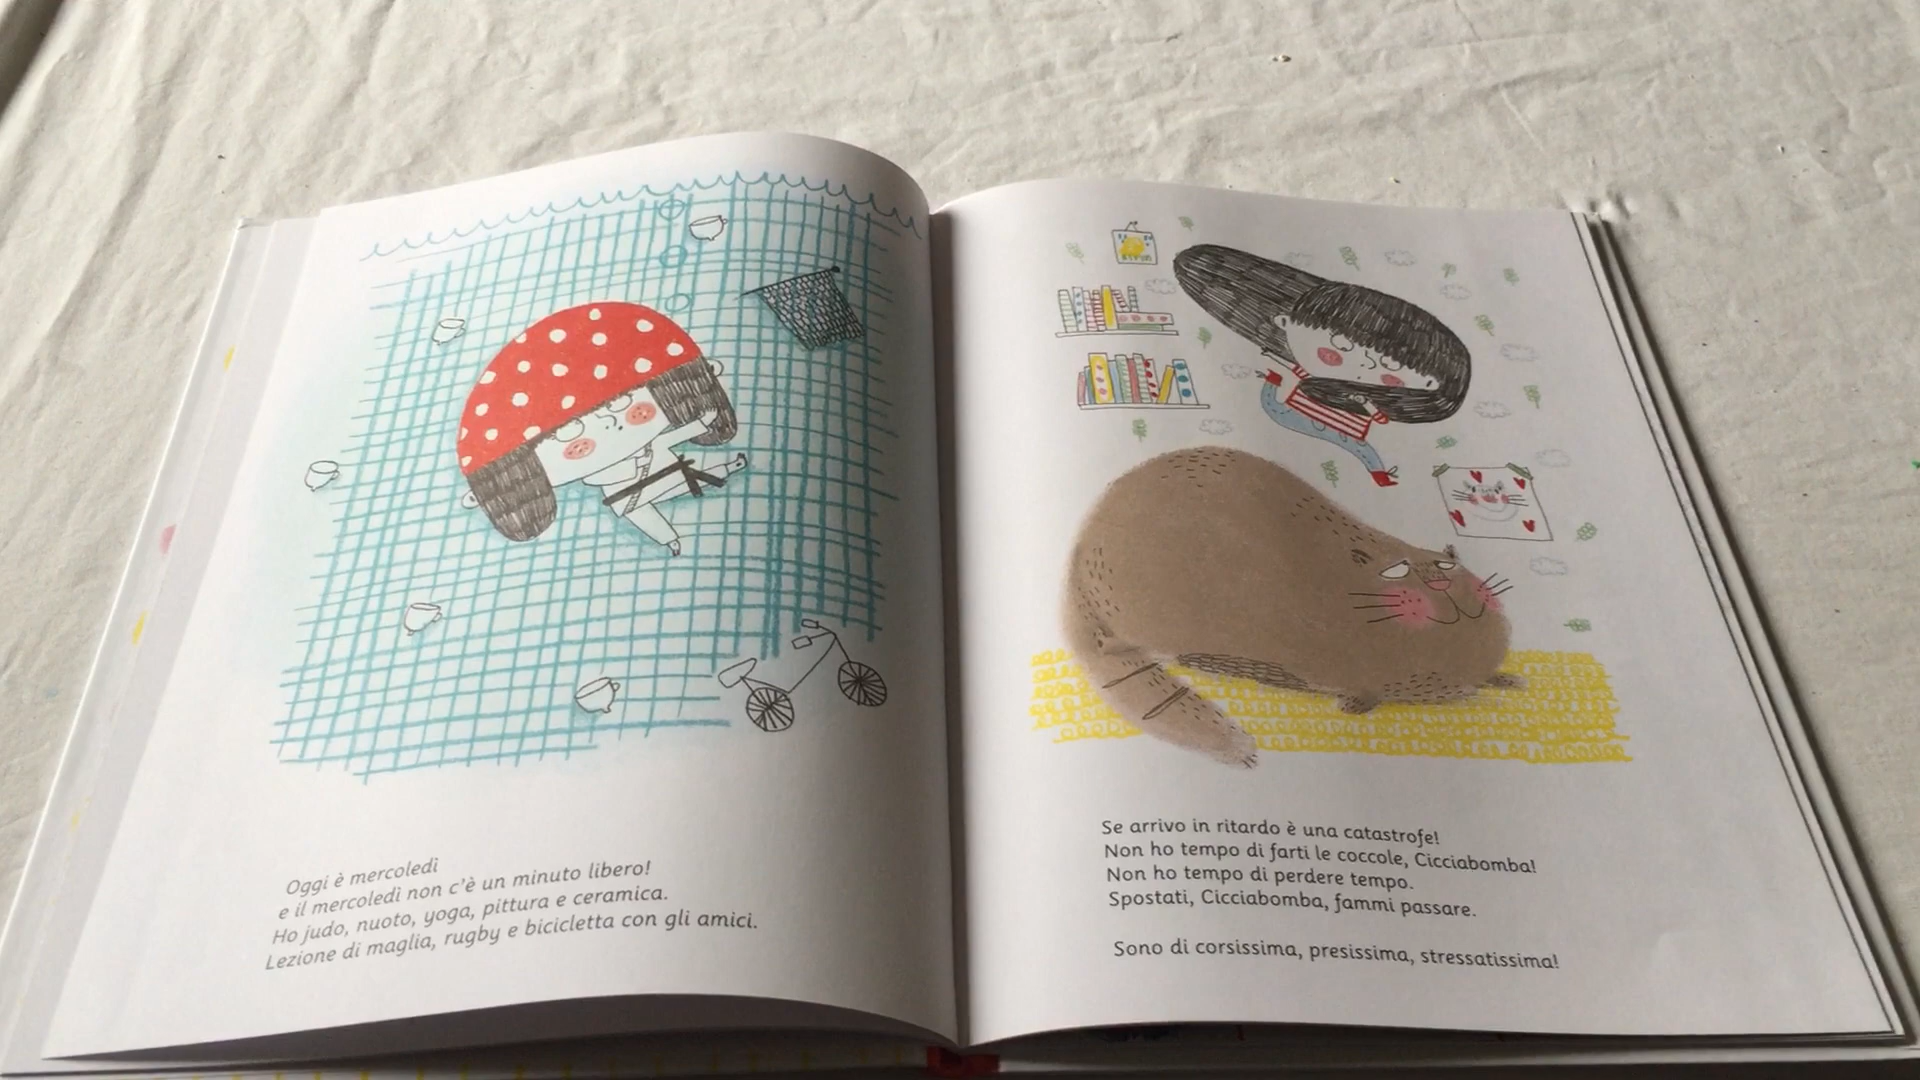 Oggi è mercoledì
e il mercoledì non c'è un minuto libero!
Ho judo, nuoto, yoga, pittura e ceramica.
Lezione di maglia, rugby e bicicletta con gli amici.
Se arrivo in ritardo è una catastrofe!
Non ho tempo di farti le coccole, Cicciabomba!
Non ho tempo di perdere tempo.
Spostati, Cicciabomba, fammi passare.
Sono di corsissima, presissima, stressatissima!